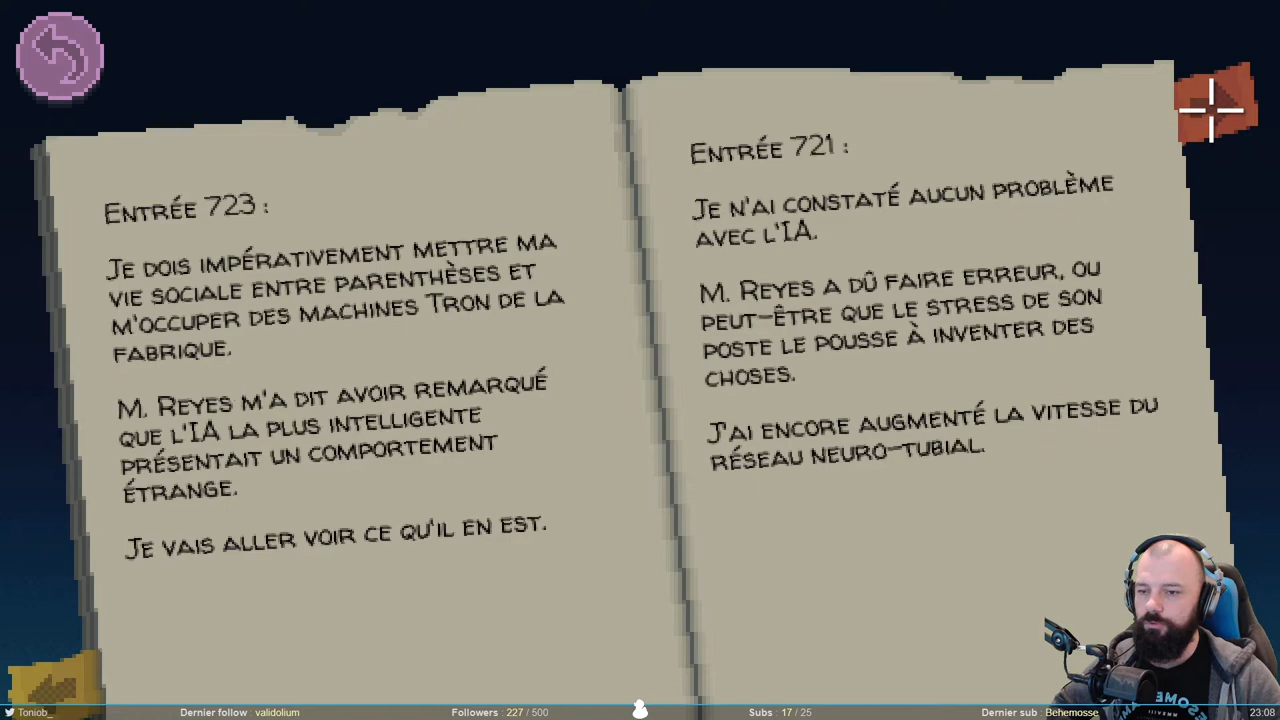 Entrée 723 :
Je dois impérativement mettre ma
vie sociale entre parenthèses et
m'occuper des machines Tron de la
fabrique.
M. Reyes m'a dit avoir remarqué
que l'IA la plus intelligente
présentait un comportement
étrange.
Je vais aller voir ce qu'il en est.
Entrée 721 :
Je n'ai constaté aucun problème
avec l'IA.
M. Reyes a dû faire erreur, ou
peut-être que le stress de son
poste le pousse à inventer des
choses.
J'ai encore augmenté la vitesse du
réseau neuro-tubial.
Toniob_ Dernier follow : validolium Followers : 227 / 500 Subs : 17 / 25 Dernier sub : Behemosse 23:08